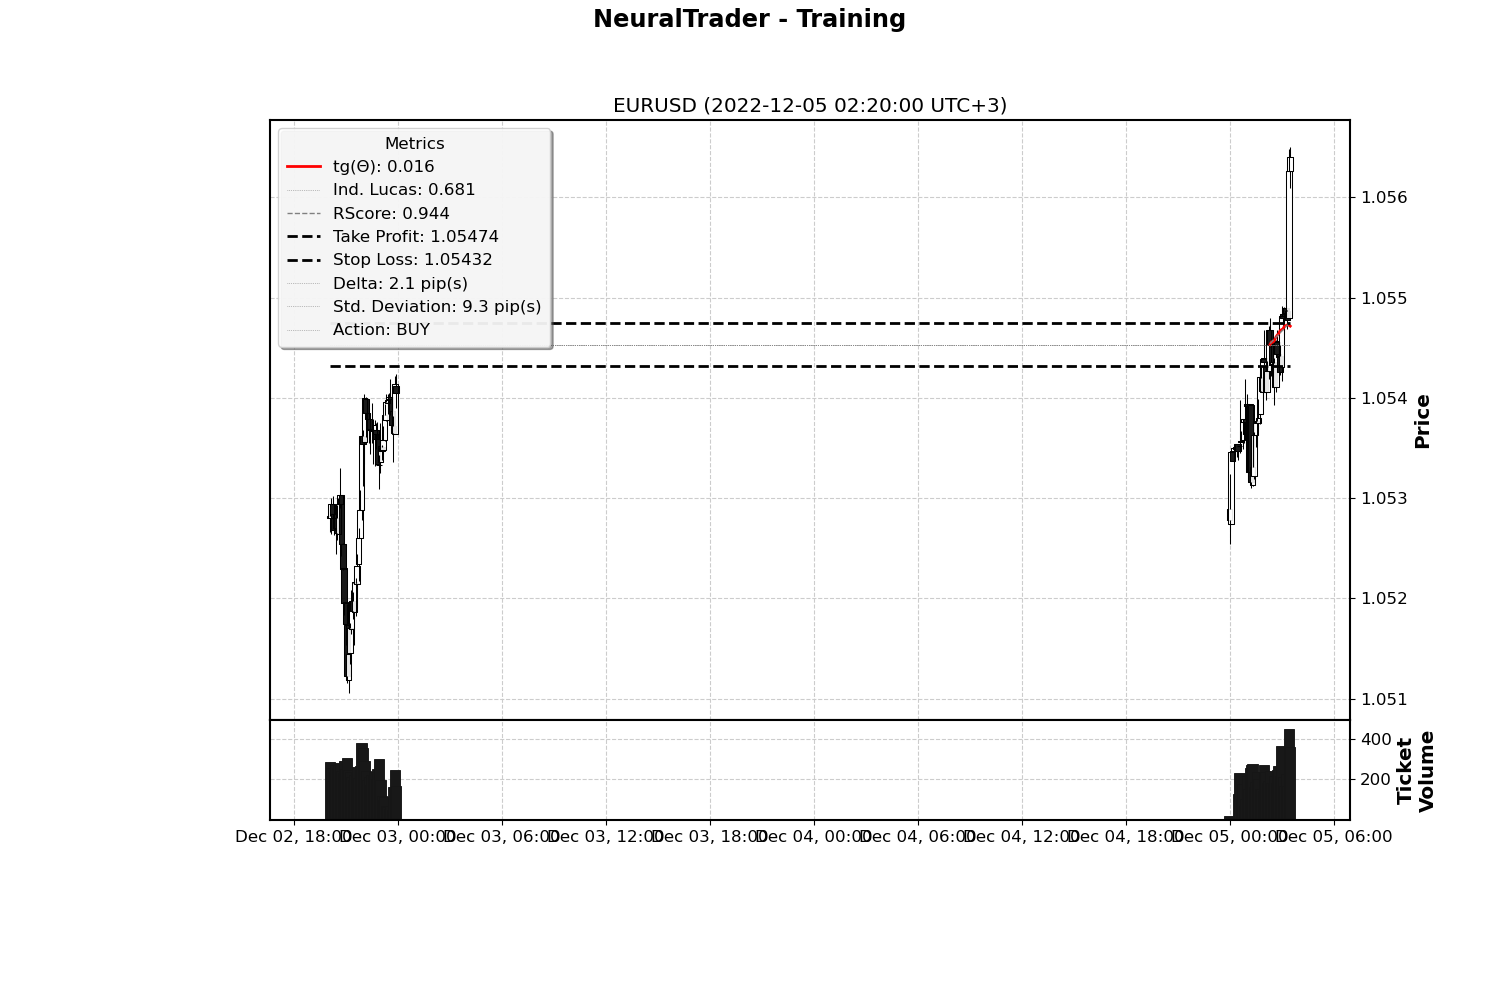 NeuralTrader - Training
EURUSD (2022-12-05 02:20:00 UTC+3)
Metrics
tg(Θ): 0.016
Ind. Lucas: 0.681
RScore: 0.944
Take Profit: 1.05474
Stop Loss: 1.05432
Delta: 2.1 pip(s)
Std. Deviation: 9.3 pip(s)
Action: BUY
1.056
1.055
1.054
1.053
1.052
1.051
Price
400
200
Ticket
Volume
Dec 02, 18:00
Dec 03, 00:00
Dec 03, 06:00
Dec 03, 12:00
Dec 03, 18:00
Dec 04, 00:00
Dec 04, 06:00
Dec 04, 12:00
Dec 04, 18:00
Dec 05, 00:00
Dec 05, 06:00